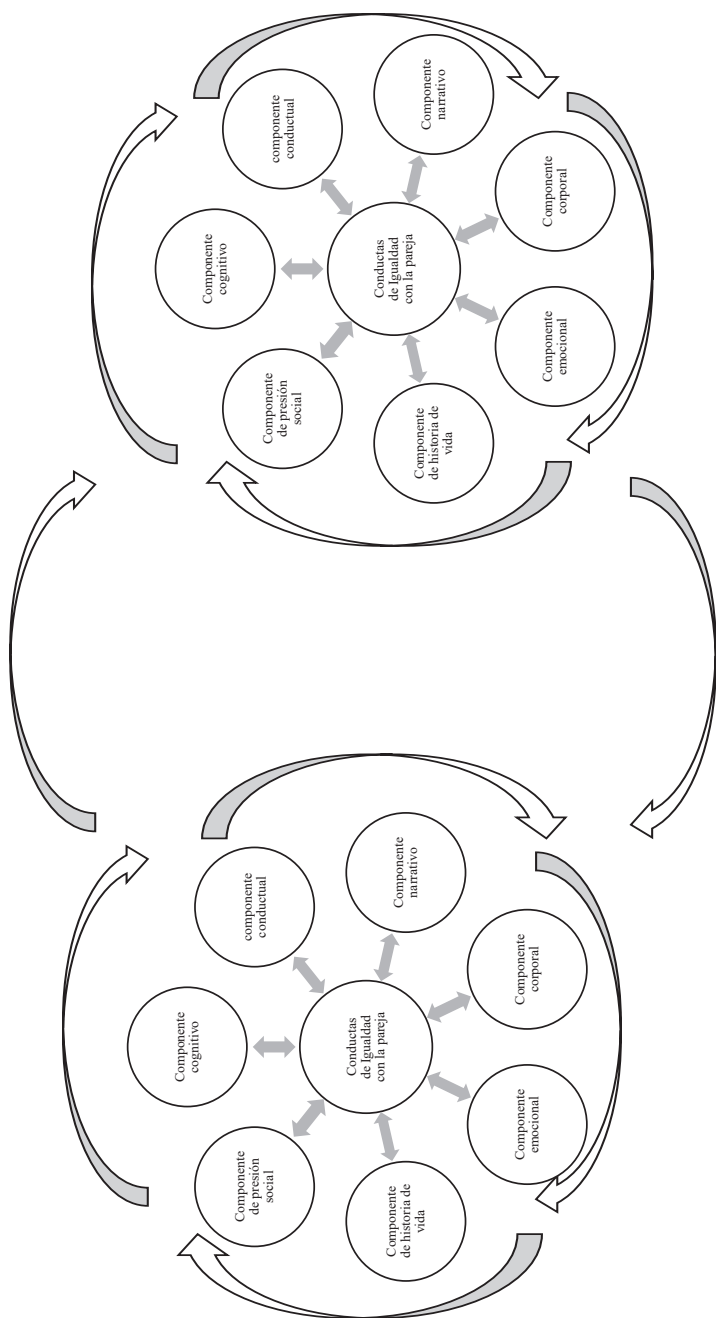 Componente
cognitivo
Componente
de presión
social
componente
conductual
Conductas
de Igualdad
con la pareja
Componente
de historia de
vida
Componente
narrativo
Componente
emocional
Componente
corporal
Componente
cognitivo
Componente
de presión
social
componente
conductual
Conductas
de Igualdad
con la pareja
Componente
de historia de
vida
Componente
narrativo
Componente
emocional
Componente
corporal